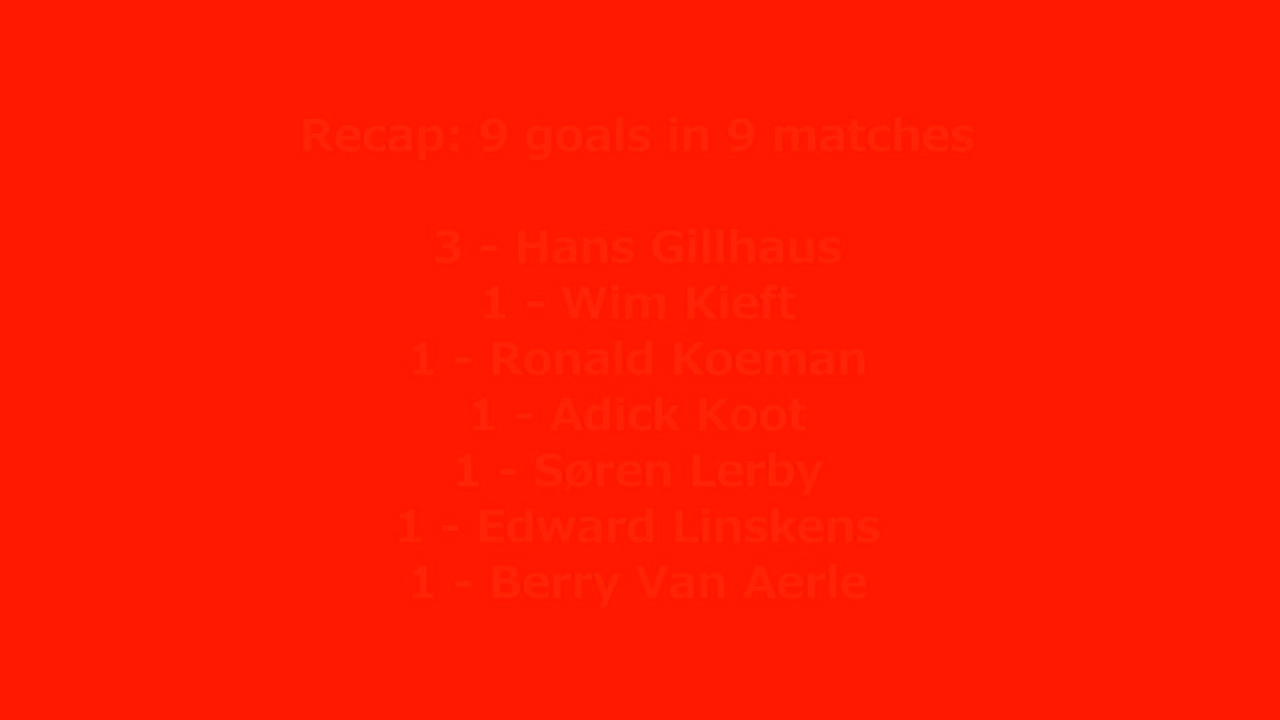 Recap: 9 goals in 9 matches
3 - Hans Gillhaus
1 - Wim Kieft
1 - Ronald Koeman
1 - Adick Koot
1 - Søren Lerby
1 - Edward Linskens
1 - Berry Van Aerle